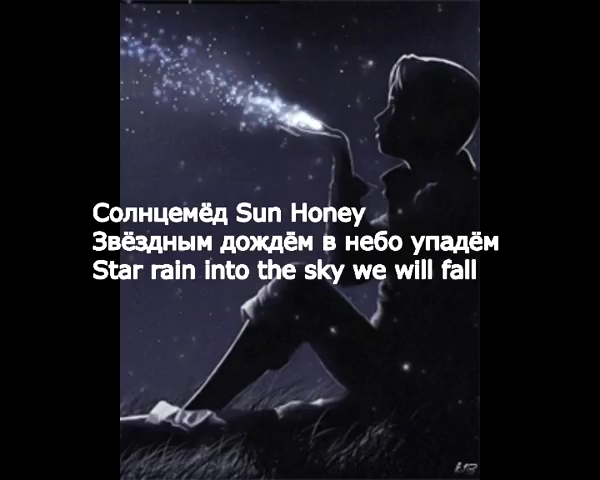 Солнцемёд Sun Honey
Звёздным дождём в небо упадём
Star rain into the sky we will fall